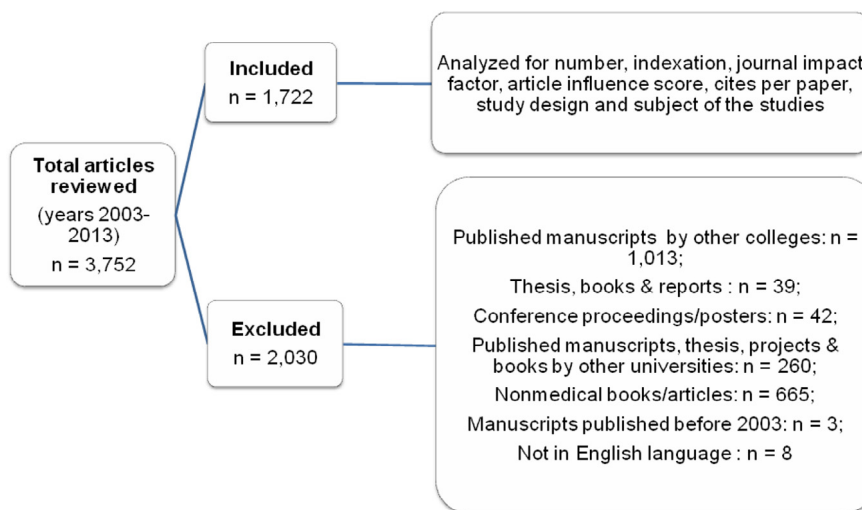 Total articles
reviewed
(years 2003-
2013)
n = 3,752
Included
n = 1,722
Analyzed for number, indexation, journal impact
factor, article influence score, cites per paper,
study design and subject of the studies
Excluded
n = 2,030
Published manuscripts by other colleges: n =
1,013;
Thesis, books & reports : n = 39;
Conference proceedings/posters: n = 42;
Published manuscripts, thesis, projects &
books by other universities: n = 260;
Nonmedical books/articles: n = 665;
Manuscripts published before 2003: n = 3;
Not in English language : n = 8